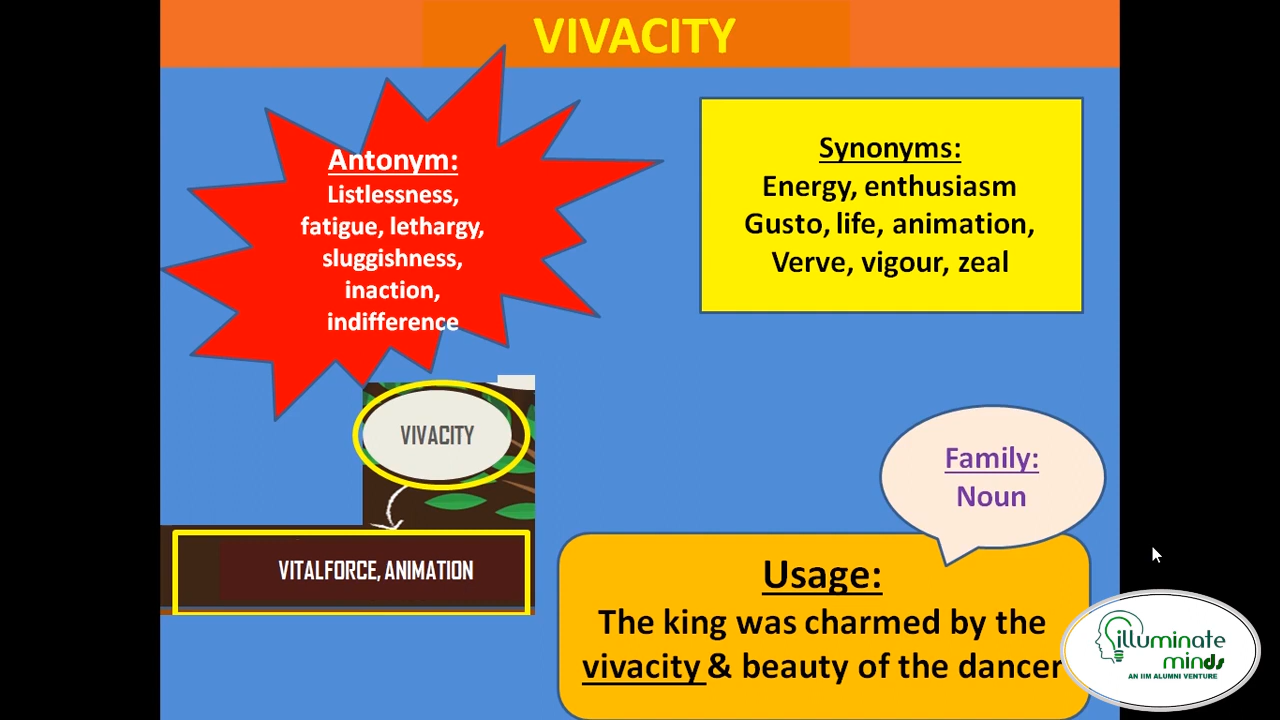 VIVACITY
Antonym:
Listlessness,
fatigue, lethargy,
sluggishness,
inaction,
indifference
Synonyms:
Energy, enthusiasm
Gusto, life, animation,
Verve, vigour, zeal
VIVACITY
VITALFORCE, ANIMATION
Family:
Noun
Usage:
The king was charmed by the
vivacity & beauty of the dancer
illuminate
minds
AN IIM ALUMNI VENTURE